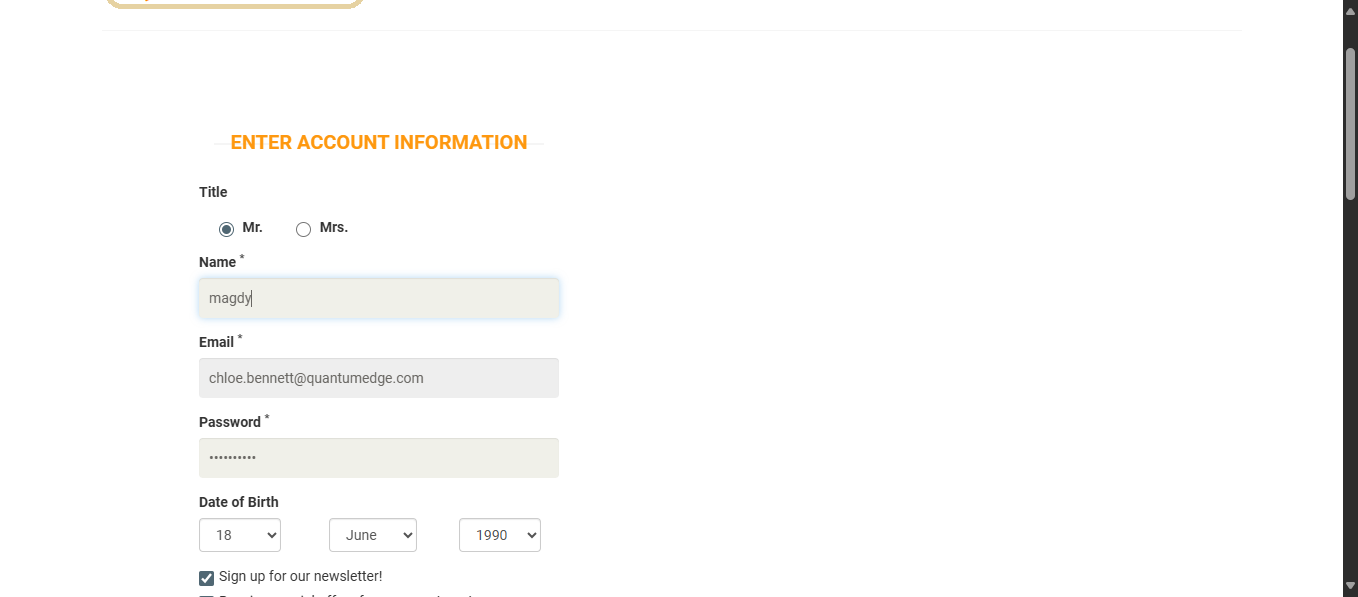 ENTER ACCOUNT INFORMATION
Title
Mr. Mrs.
Name *
magdy
Email *
chloe.bennett@quantumedge.com
Password *
••••••••••
Date of Birth
18 June 1990
Sign up for our newsletter!